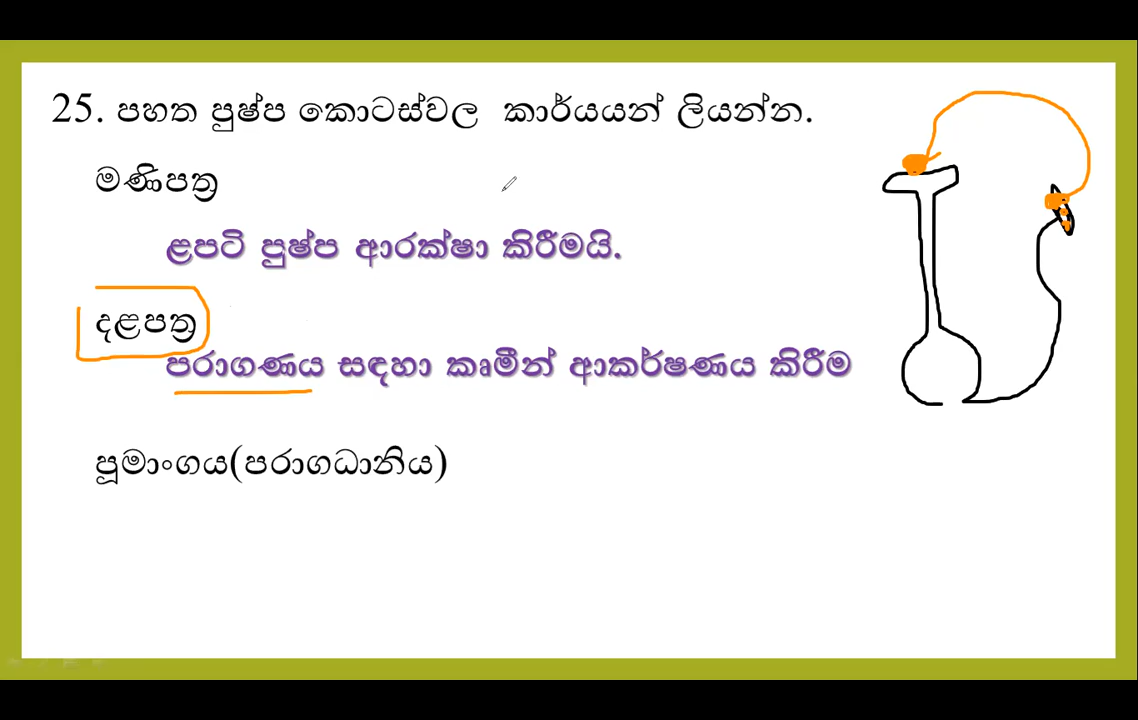 25. පහත පුෂ්ප කොටස්වල කාර්යයන් ලියන්න.
මණිපත්‍ර
ළපටි පුෂ්ප ආරක්ෂා කිරීමයි.
දළපත්‍ර
පරාගණය සඳහා කෘමීන් ආකර්ෂණය කිරීම
පූමාංගය(පරාගධානිය)